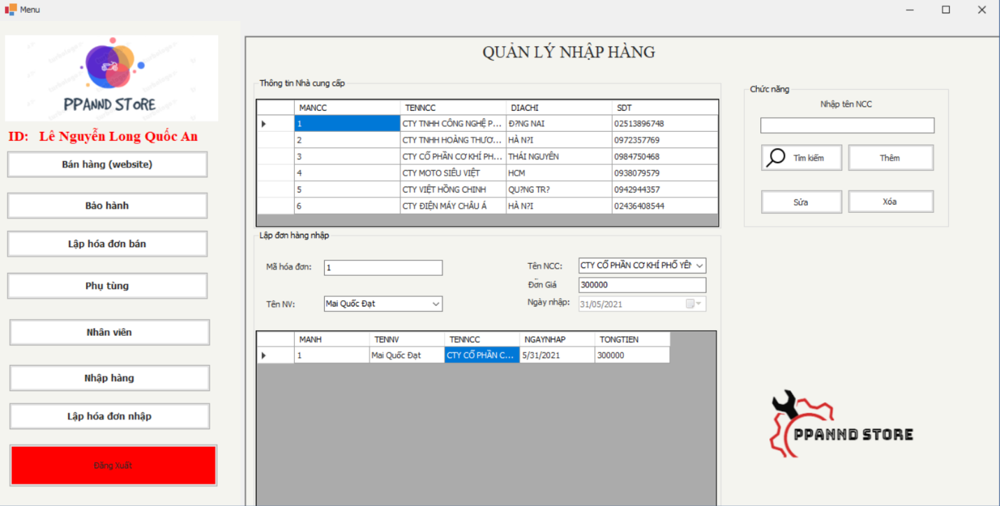 Menu
PPANND STORE
ID: Lê Nguyễn Long Quốc An
Bán hàng (website)
Bảo hành
Lập hóa đơn bán
Phụ tùng
Nhân viên
Nhập hàng
Lập hóa đơn nhập
Đăng Xuất
QUẢN LÝ NHẬP HÀNG
Thông tin Nhà cung cấp
MANCC TENNCC DIACHI SDT
1 CTY TNHH CÔNG NGHỆ P... Đ?NG NAI 02513896748
2 CTY TNHH HOÀNG THƯƠ... HÀ N?I 0972357769
3 CTY CỔ PHẦN CƠ KHÍ PH... THÁI NGUYÊN 0984750468
4 CTY MOTO SIÊU VIỆT HCM 0938079579
5 CTY VIỆT HỒNG CHINH QU?NG TR? 0942944357
6 CTY ĐIỆN MÁY CHÂU Á HÀ N?I 02436408544
Lập đơn hàng nhập
Mã hóa đơn: 1
Tên NCC: CTY CỔ PHẦN CƠ KHÍ PHỔ YÊN
Đơn Giá 300000
Tên NV: Mai Quốc Đạt
Ngày nhập: 31/05/2021
MANH TENNV TENNCC NGAYNHAP TONGTIEN
1 Mai Quốc Đạt CTY CỔ PHẦN C... 5/31/2021 300000
Chức năng
Nhập tên NCC
Tìm kiếm Thêm
Sửa Xóa
PPANND STORE